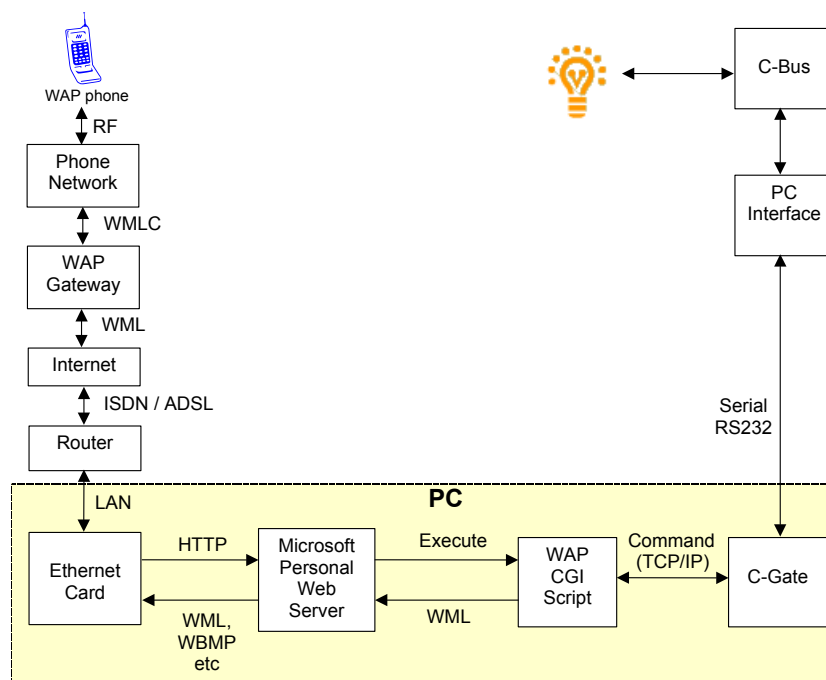 WAP phone
RF
Phone
Network
WMLC
WAP
Gateway
WML
Internet
ISDN / ADSL
Router
LAN
C-Bus
PC
Interface
Serial
RS232
PC
Ethernet
Card
HTTP
WML,
WBMP
etc
Microsoft
Personal
Web
Server
Execute
WML
WAP
CGI
Script
Command
(TCP/IP)
C-Gate